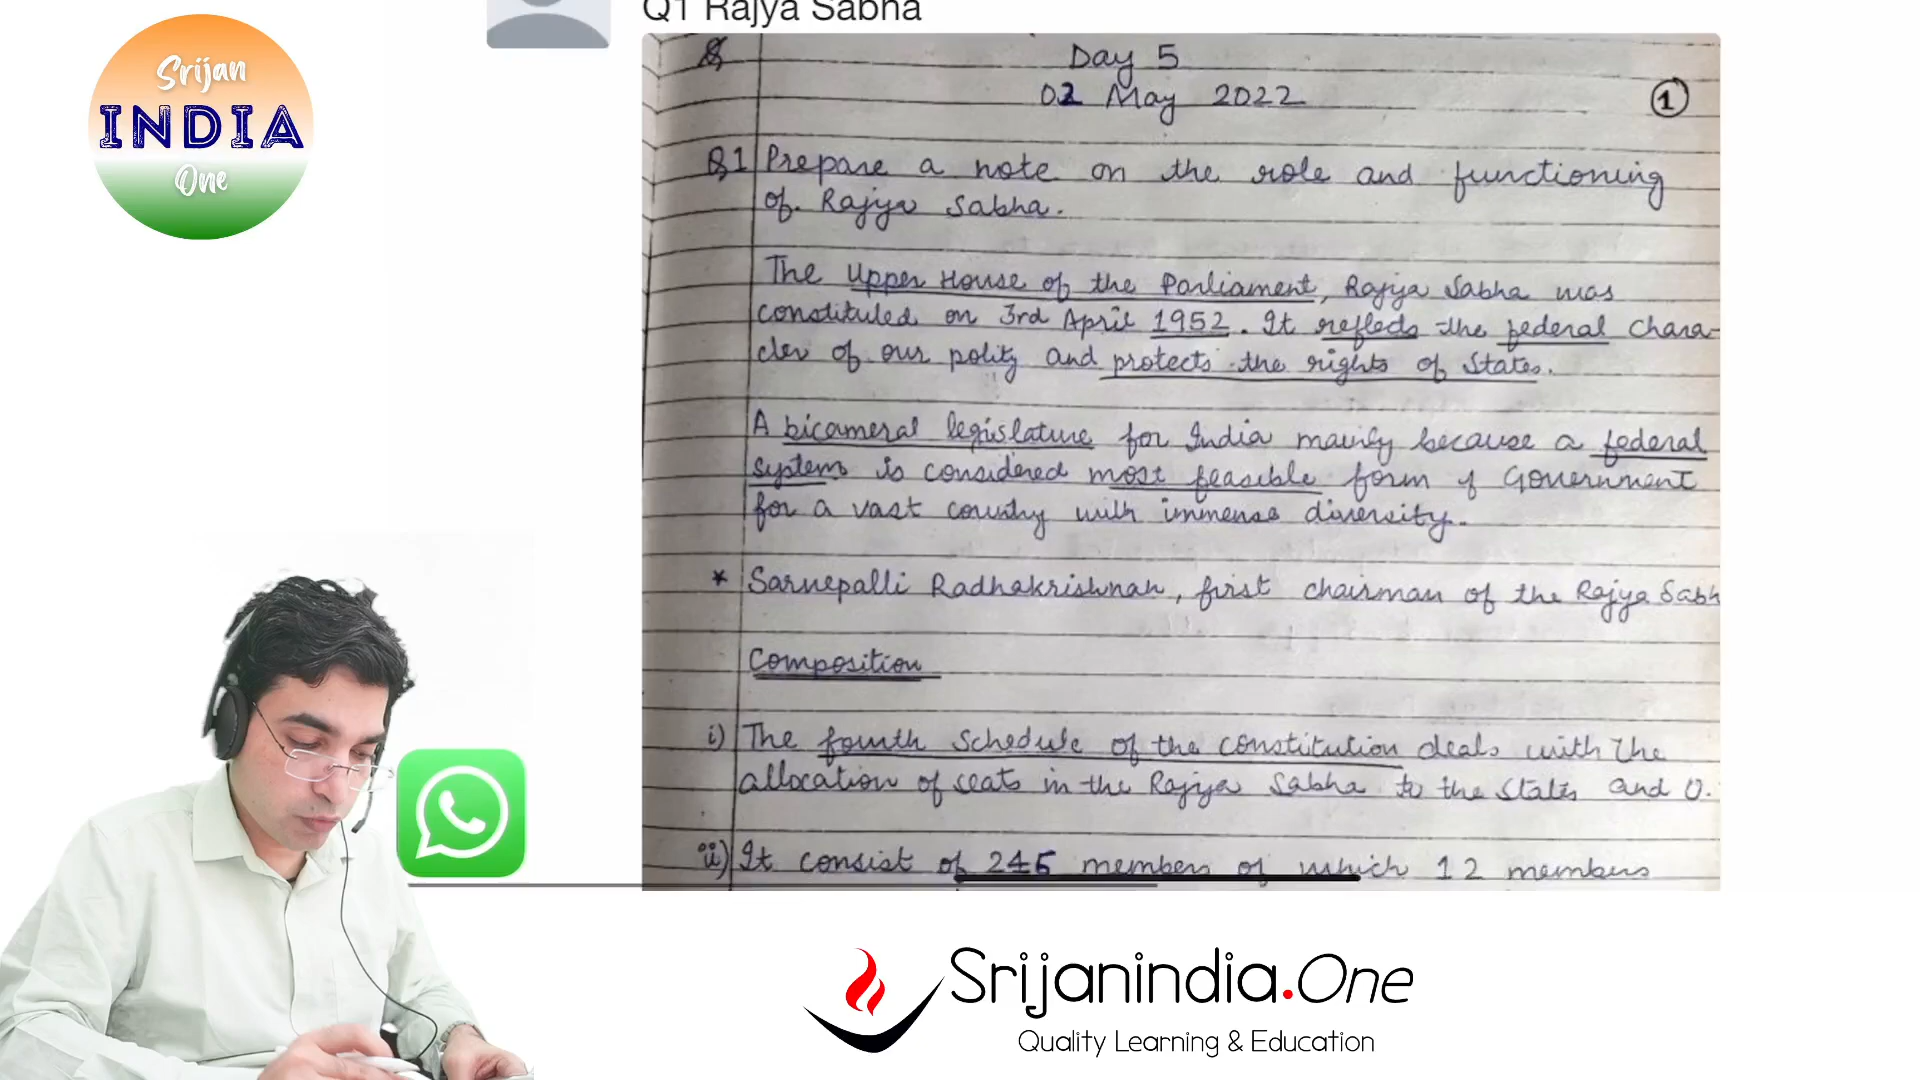 Q1 Rajya Sabha
Srijan
INDIA
One
Day 5
02 May 2022
1
Q1 Prepare a note on the role and functioning
of Rajya Sabha.
The Upper House of the Parliament, Rajya Sabha was
constituted on 3rd April 1952. It reflects the federal chara-
cter of our polity and protects the rights of States.
A bicameral legislature for India mainly because a federal
system is considered most feasible form of Government
for a vast country with immense diversity.
* Sarvepalli Radhakrishnan, first chairman of the Rajya Sabh
Composition
i) The fourth Schedule of the constitution deals with the
allocation of seats in the Rajya Sabha to the States and U.
ii) It consist of 245 members of which 12 members
Srijanindia.One
Quality Learning & Education